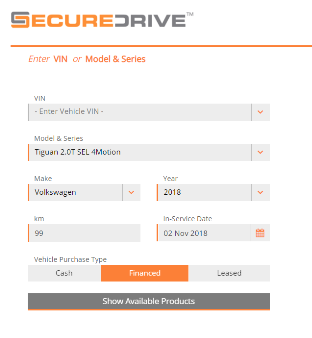 SECUREDRIVE™
Enter VIN or Model & Series
VIN
- Enter Vehicle VIN -
Model & Series
Tiguan 2.0T SEL 4Motion
Make Year
Volkswagen 2018
km In-Service Date
99 02 Nov 2018
Vehicle Purchase Type
Cash Financed Leased
Show Available Products